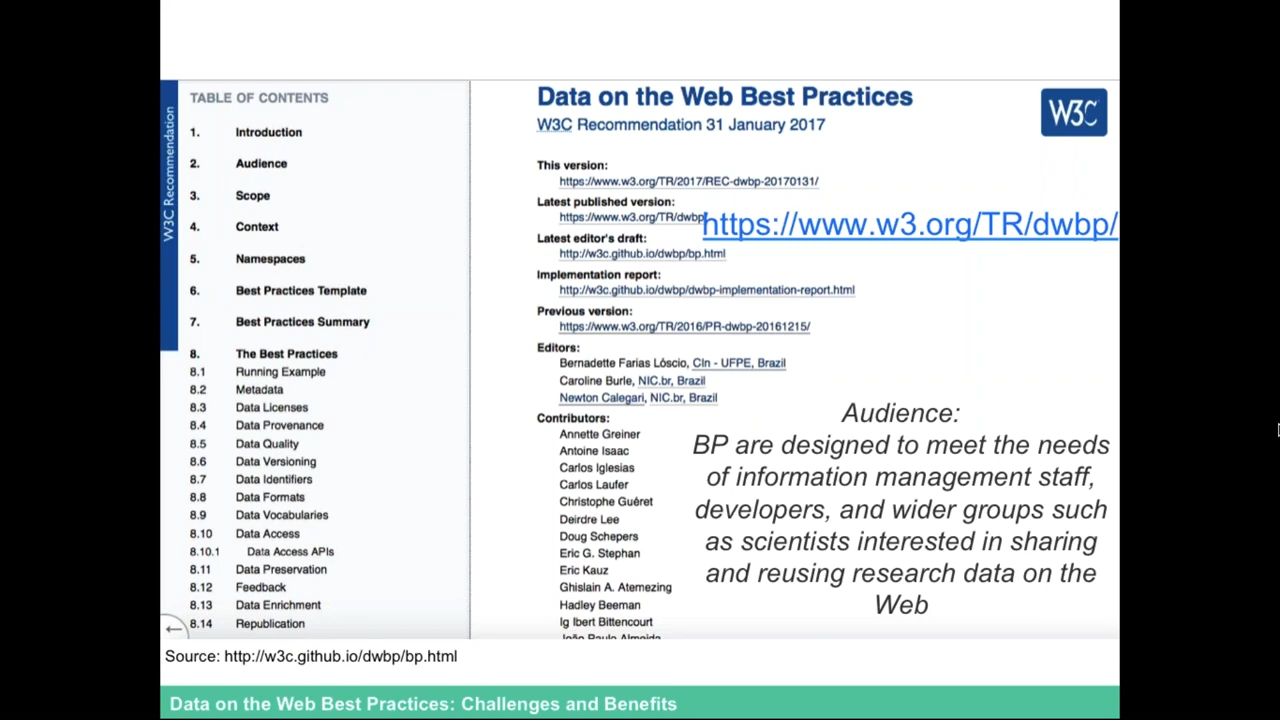 W3C Recommendation
TABLE OF CONTENTS
1. Introduction
2. Audience
3. Scope
4. Context
5. Namespaces
6. Best Practices Template
7. Best Practices Summary
8. The Best Practices
8.1 Running Example
8.2 Metadata
8.3 Data Licenses
8.4 Data Provenance
8.5 Data Quality
8.6 Data Versioning
8.7 Data Identifiers
8.8 Data Formats
8.9 Data Vocabularies
8.10 Data Access
8.10.1 Data Access APIs
8.11 Data Preservation
8.12 Feedback
8.13 Data Enrichment
8.14 Republication
Data on the Web Best Practices
W3C Recommendation 31 January 2017
W3C
This version:
https://www.w3.org/TR/2017/REC-dwbp-20170131/
Latest published version:
https://www.w3.org/TR/dwbp
https://www.w3.org/TR/dwbp/
Latest editor's draft:
http://w3c.github.io/dwbp/bp.html
Implementation report:
http://w3c.github.io/dwbp/dwbp-implementation-report.html
Previous version:
https://www.w3.org/TR/2016/PR-dwbp-20161215/
Editors:
Bernadette Farias Lóscio, CIn - UFPE, Brazil
Caroline Burle, NIC.br, Brazil
Newton Calegari, NIC.br, Brazil
Contributors:
Annette Greiner
Antoine Isaac
Carlos Iglesias
Carlos Laufer
Christophe Guéret
Deirdre Lee
Doug Schepers
Eric G. Stephan
Eric Kauz
Ghislain A. Atemezing
Hadley Beeman
Ig Ibert Bittencourt
João Paulo Almeida
Audience:
BP are designed to meet the needs
of information management staff,
developers, and wider groups such
as scientists interested in sharing
and reusing research data on the
Web
Source: http://w3c.github.io/dwbp/bp.html
Data on the Web Best Practices: Challenges and Benefits